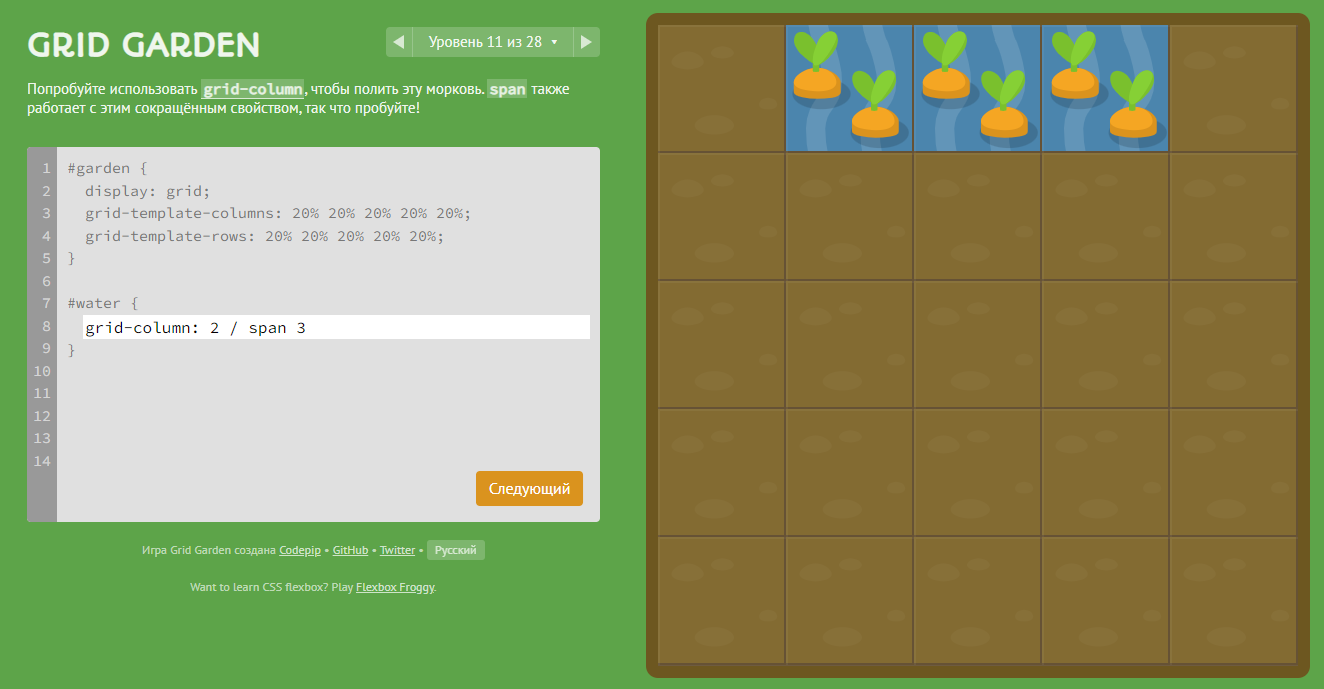 GRID GARDEN
◀ Уровень 11 из 28 ▾ ▶
Попробуйте использовать grid-column, чтобы полить эту морковь. span также
работает с этим сокращённым свойством, так что пробуйте!
1 #garden {
2 display: grid;
3 grid-template-columns: 20% 20% 20% 20% 20%;
4 grid-template-rows: 20% 20% 20% 20% 20%;
5 }
6
7 #water {
8 grid-column: 2 / span 3
9 }
10
11
12
13
14
Следующий
Игра Grid Garden создана Codepip • GitHub • Twitter • Русский
Want to learn CSS flexbox? Play Flexbox Froggy.